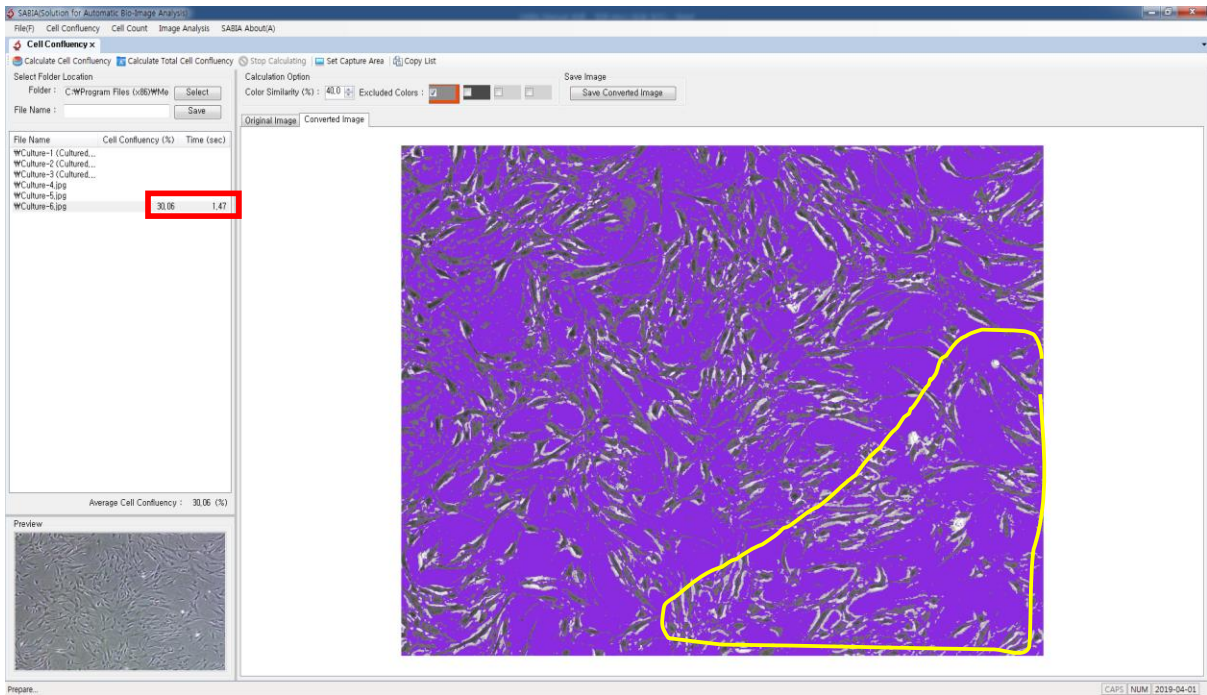 SABIA(Solution for Automatic Bio-Image Analysis)
File(F) Cell Confluency Cell Count Image Analysis SABIA About(A)
Cell Confluency x
Calculate Cell Confluency Calculate Total Cell Confluency Stop Calculating Set Capture Area Copy List
Select Folder Location
Folder : C:₩Program Files (x86)₩Me Select
File Name : Save
Calculation Option
Color Similarity (%) : 40.0 Excluded Colors :
Save Image
Save Converted Image
Original Image Converted Image
File Name Cell Confluency (%) Time (sec)
₩Culture-1 (Cultured...
₩Culture-2 (Cultured...
₩Culture-3 (Cultured...
₩Culture-4.jpg
₩Culture-5.jpg
₩Culture-6.jpg 30.06 1.47
Average Cell Confluency : 30.06 (%)
Preview
Prepare...
CAPS NUM 2019-04-01